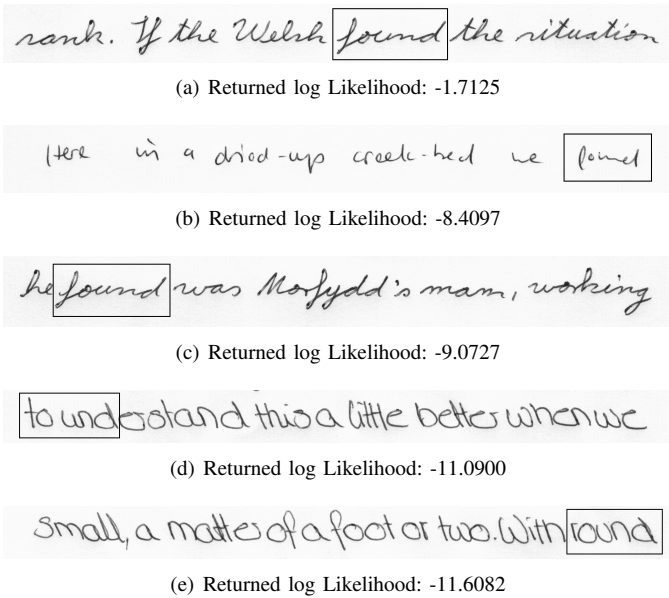 rank. If the Welsh found the situation
(a) Returned log Likelihood: -1.7125
Here in a dried-up creek-bed we found
(b) Returned log Likelihood: -8.4097
he found was Morfydd's mam, working
(c) Returned log Likelihood: -9.0727
to understand this a little better when we
(d) Returned log Likelihood: -11.0900
small, a matter of a foot or two. With round
(e) Returned log Likelihood: -11.6082